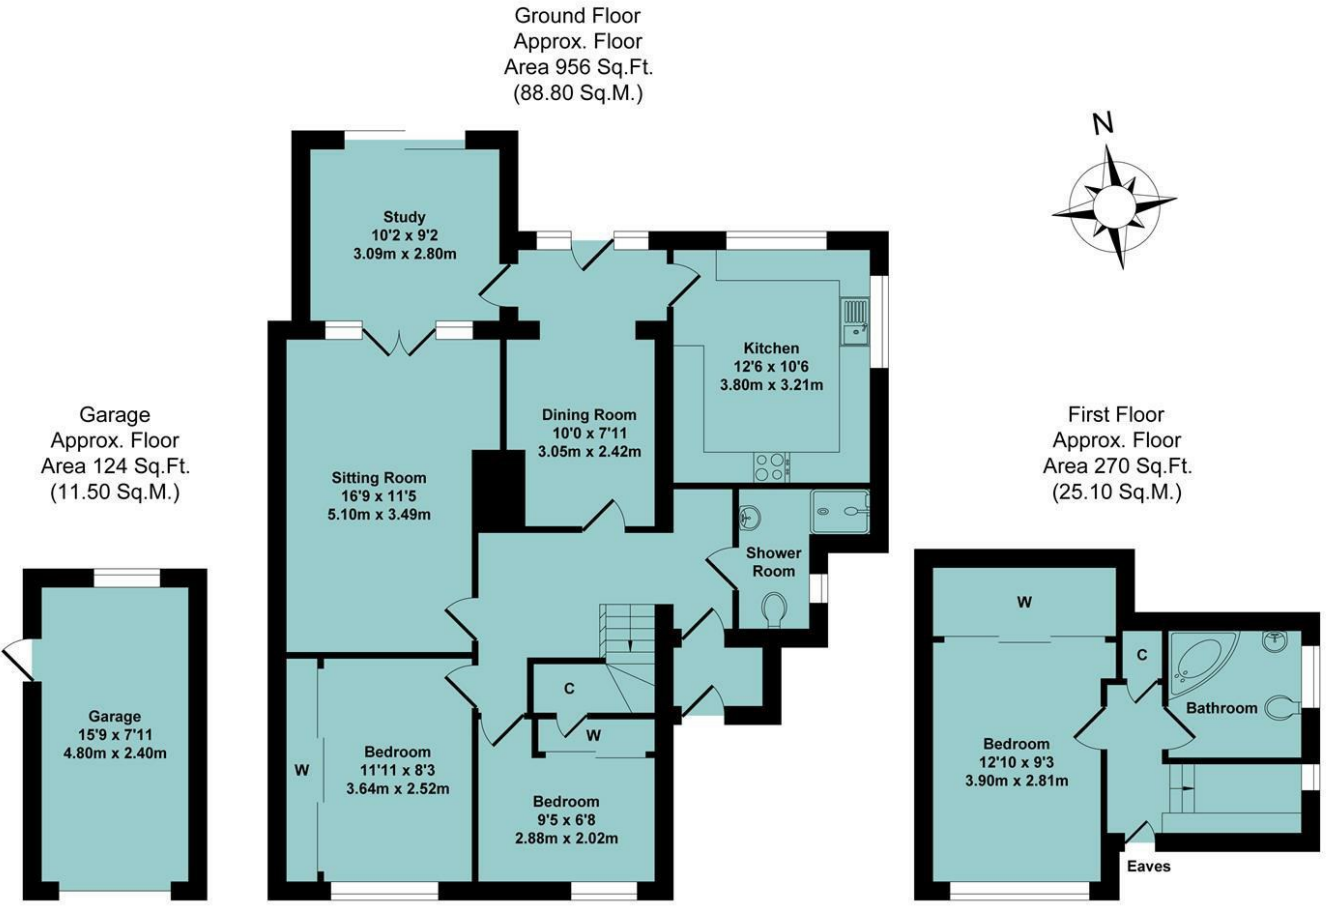 Ground Floor
Approx. Floor
Area 956 Sq.Ft.
(88.80 Sq.M.)
N
Study
10'2 x 9'2
3.09m x 2.80m
Kitchen
12'6 x 10'6
3.80m x 3.21m
Dining Room
10'0 x 7'11
3.05m x 2.42m
Sitting Room
16'9 x 11'5
5.10m x 3.49m
Shower
Room
C
W
W
Bedroom
11'11 x 8'3
3.64m x 2.52m
Bedroom
9'5 x 6'8
2.88m x 2.02m
Garage
Approx. Floor
Area 124 Sq.Ft.
(11.50 Sq.M.)
Garage
15'9 x 7'11
4.80m x 2.40m
First Floor
Approx. Floor
Area 270 Sq.Ft.
(25.10 Sq.M.)
W
C
Bathroom
Bedroom
12'10 x 9'3
3.90m x 2.81m
Eaves